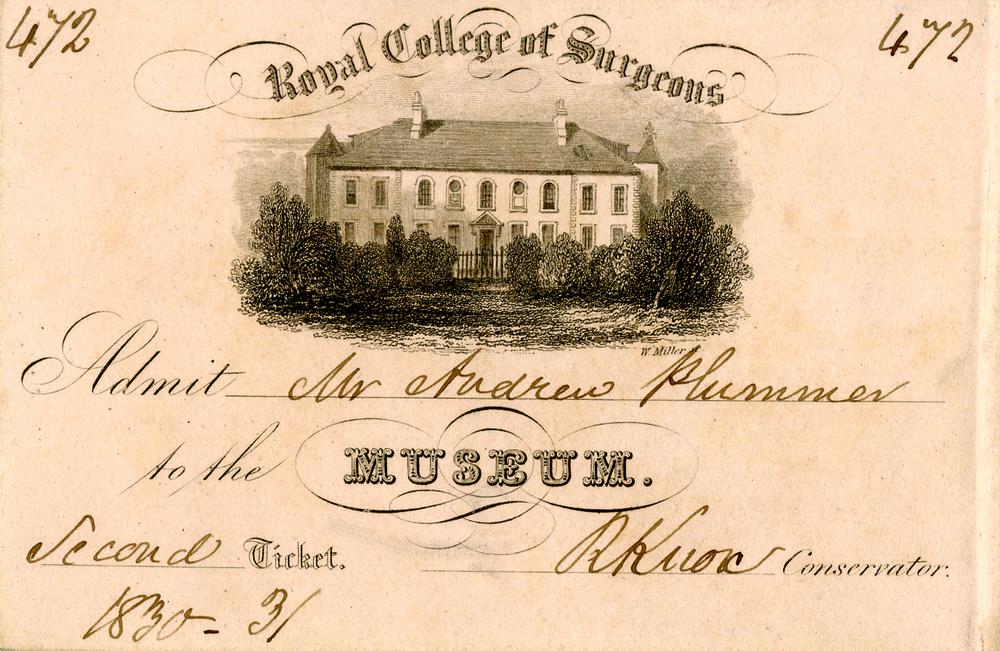 472 472
Royal College of Surgeons
W. Miller
Admit Mr Andrew Plummer
to the MUSEUM.
Second Ticket. R Knox Conservator.
1830-31